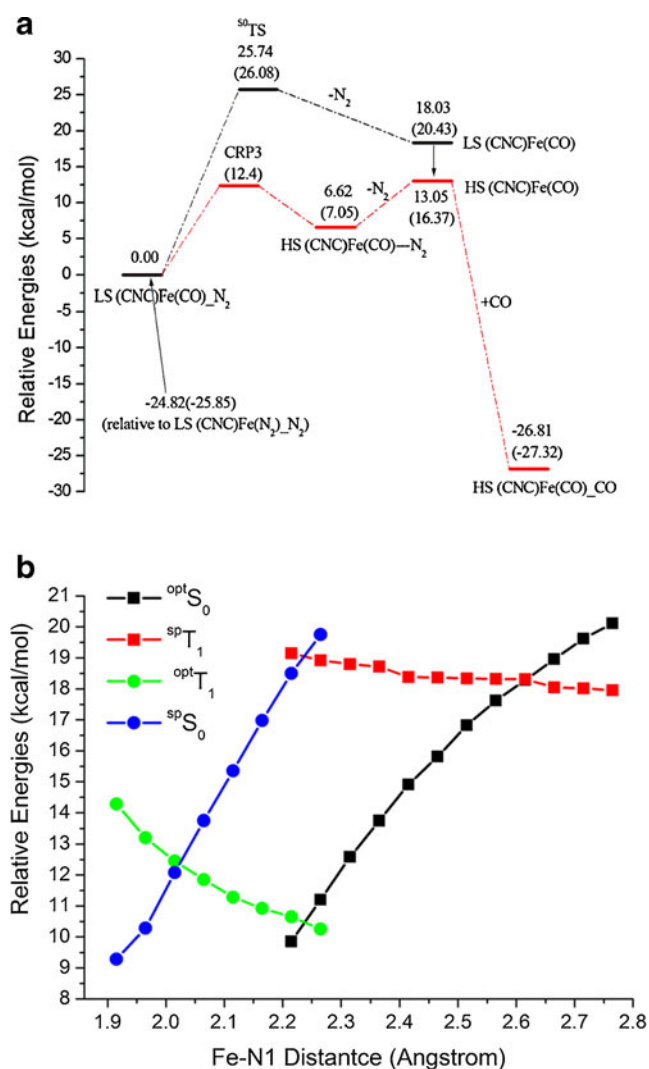 a
Relative Energies (kcal/mol)
30
25
20
15
10
5
0
-5
-10
-15
-20
-25
-30
S0TS
25.74
(26.08)
-N2
18.03
(20.43)
LS (CNC)Fe(CO)
CRP3
(12.4)
6.62
(7.05)
-N2
HS (CNC)Fe(CO)
13.05
(16.37)
HS (CNC)Fe(CO)---N2
0.00
LS (CNC)Fe(CO)_N2
+CO
-24.82(-25.85)
(relative to LS (CNC)Fe(N2)_N2)
-26.81
(-27.32)
HS (CNC)Fe(CO)_CO
b
Relative Energies (kcal/mol)
21
20
19
18
17
16
15
14
13
12
11
10
9
8
optS0
spT1
optT1
spS0
1.9 2.0 2.1 2.2 2.3 2.4 2.5 2.6 2.7 2.8
Fe-N1 Distantce (Angstrom)